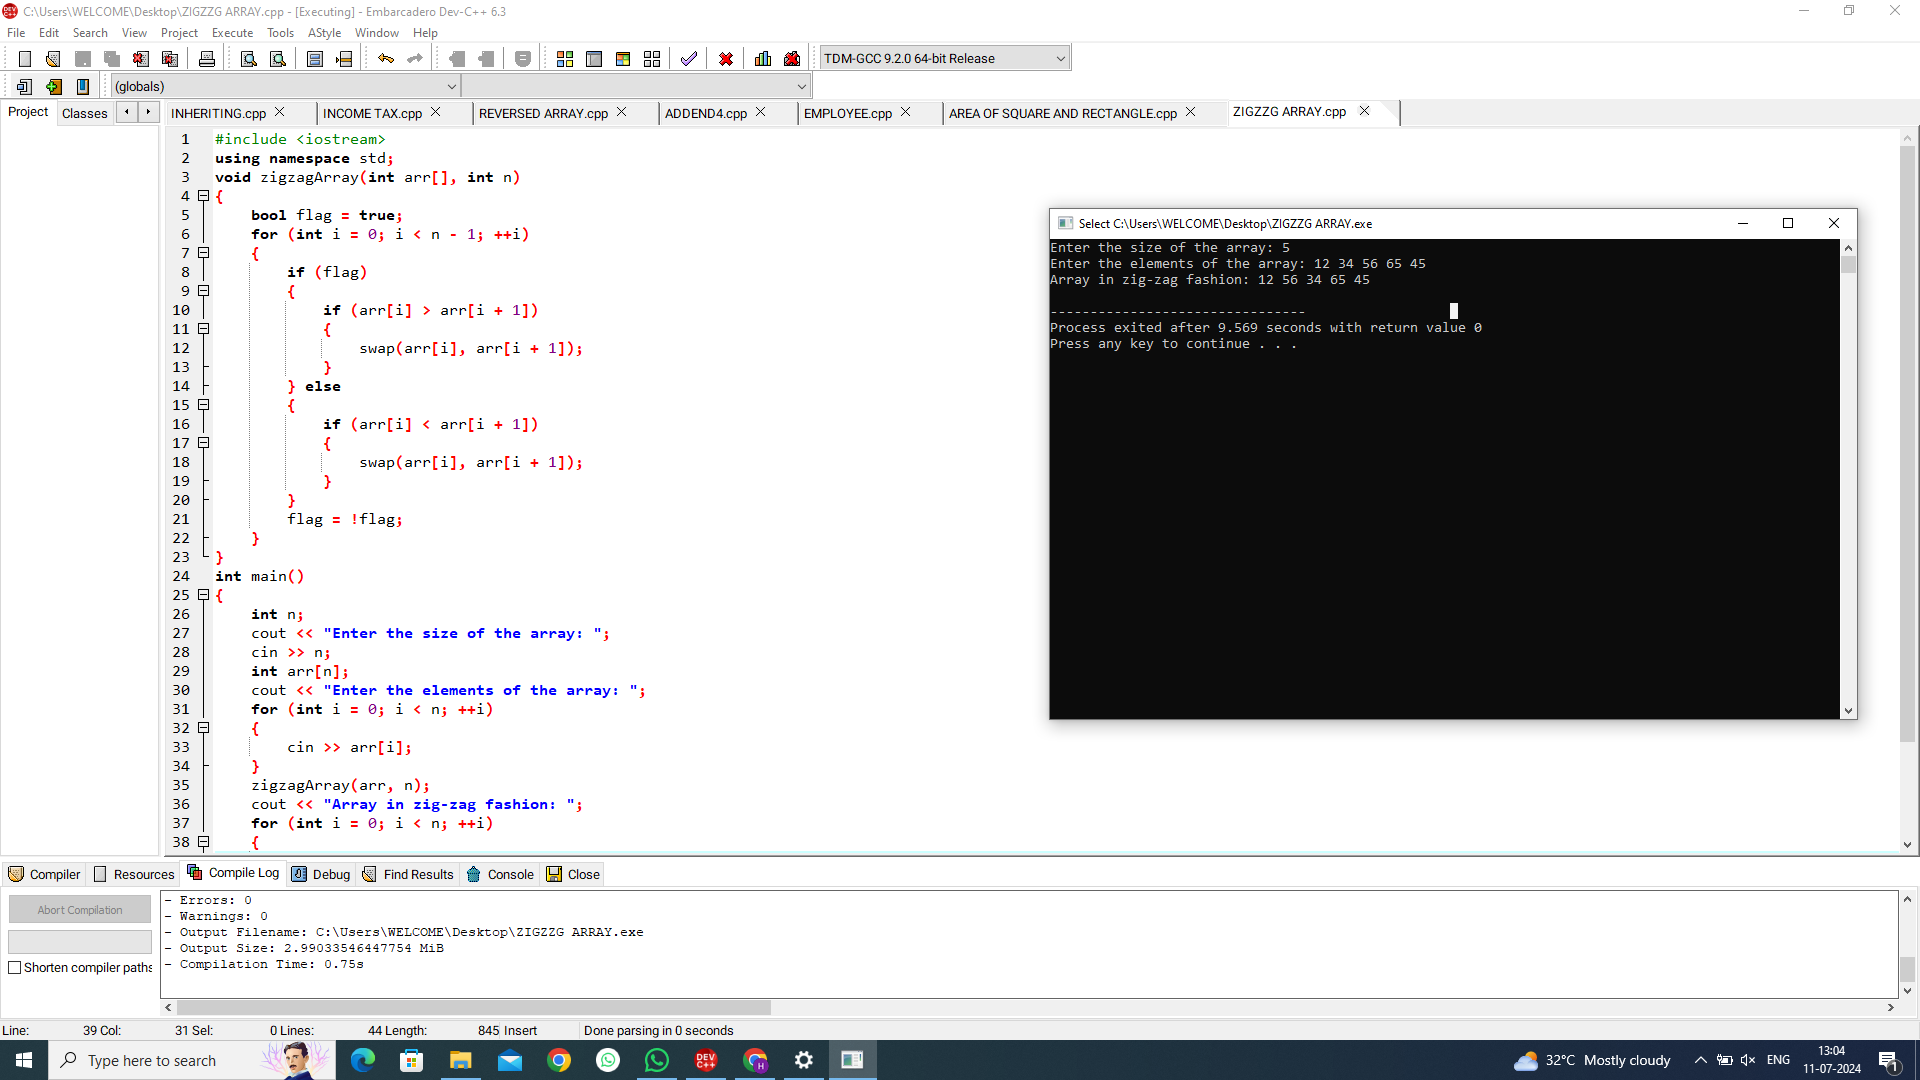 C:\Users\WELCOME\Desktop\ZIGZZG ARRAY.cpp - [Executing] - Embarcadero Dev-C++ 6.3
File Edit Search View Project Execute Tools AStyle Window Help
TDM-GCC 9.2.0 64-bit Release
(globals)
Project Classes INHERITING.cpp INCOME TAX.cpp REVERSED ARRAY.cpp ADDEND4.cpp EMPLOYEE.cpp AREA OF SQUARE AND RECTANGLE.cpp ZIGZZG ARRAY.cpp
1 #include <iostream>
2 using namespace std;
3 void zigzagArray(int arr[], int n)
4 {
5 bool flag = true;
6 for (int i = 0; i < n - 1; ++i)
7 {
8 if (flag)
9 {
10 if (arr[i] > arr[i + 1])
11 {
12 swap(arr[i], arr[i + 1]);
13 }
14 } else
15 {
16 if (arr[i] < arr[i + 1])
17 {
18 swap(arr[i], arr[i + 1]);
19 }
20 }
21 flag = !flag;
22 }
23 }
24 int main()
25 {
26 int n;
27 cout << "Enter the size of the array: ";
28 cin >> n;
29 int arr[n];
30 cout << "Enter the elements of the array: ";
31 for (int i = 0; i < n; ++i)
32 {
33 cin >> arr[i];
34 }
35 zigzagArray(arr, n);
36 cout << "Array in zig-zag fashion: ";
37 for (int i = 0; i < n; ++i)
38 {
Select C:\Users\WELCOME\Desktop\ZIGZZG ARRAY.exe
Enter the size of the array: 5
Enter the elements of the array: 12 34 56 65 45
Array in zig-zag fashion: 12 56 34 65 45
--------------------------------
Process exited after 9.569 seconds with return value 0
Press any key to continue . . .
Compiler Resources Compile Log Debug Find Results Console Close
Abort Compilation
Shorten compiler paths
- Errors: 0
- Warnings: 0
- Output Filename: C:\Users\WELCOME\Desktop\ZIGZZG ARRAY.exe
- Output Size: 2.99033546447754 MiB
- Compilation Time: 0.75s
Line: 39 Col: 31 Sel: 0 Lines: 44 Length: 845 Insert Done parsing in 0 seconds
Type here to search
DEV C++
H
32°C Mostly cloudy
ENG
13:04
11-07-2024
1